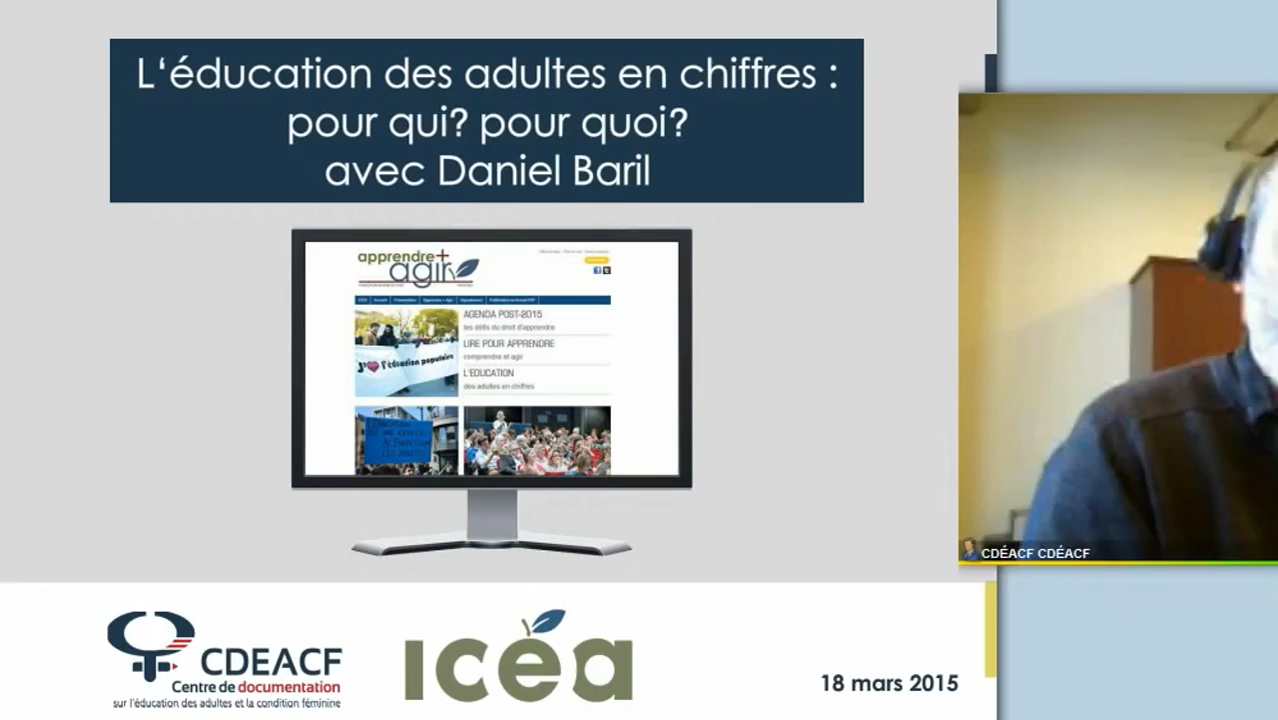 L'éducation des adultes en chiffres :
pour qui? pour quoi?
avec Daniel Baril
apprendre+
agir
AGENDA POST-2015
les défis du droit d'apprendre
LIRE POUR APPRENDRE
comprendre et agir
L'EDUCATION
des adultes en chiffres
J' l'éducation populaire
CDÉACF CDÉACF
CDEACF
Centre de documentation
sur l'éducation des adultes et la condition féminine
icéa
18 mars 2015